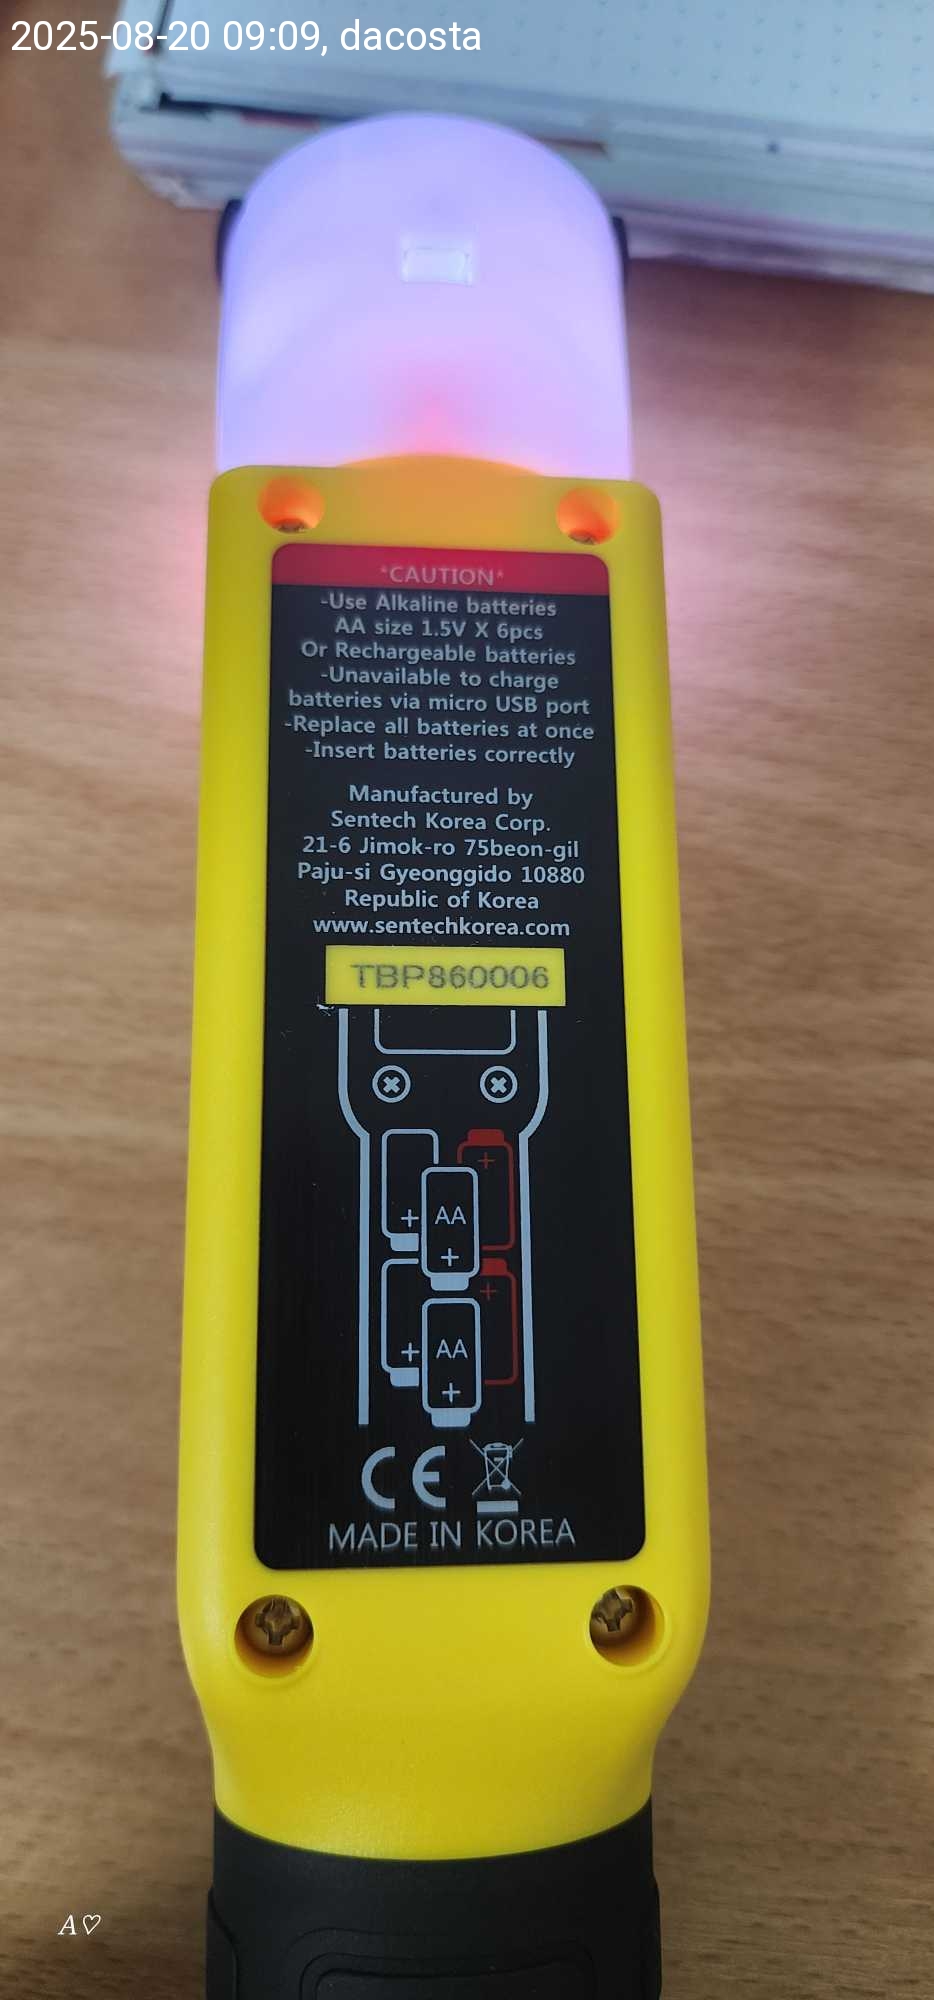 2025-08-20 09:09, dacosta
*CAUTION*
-Use Alkaline batteries
AA size 1.5V X 6pcs
Or Rechargeable batteries
-Unavailable to charge
batteries via micro USB port
-Replace all batteries at once
-Insert batteries correctly
Manufactured by
Sentech Korea Corp.
21-6 Jimok-ro 75beon-gil
Paju-si Gyeonggido 10880
Republic of Korea
www.sentechkorea.com
TBP860006
+
+ AA
+
+
+ AA
+
CE
MADE IN KOREA
A♡